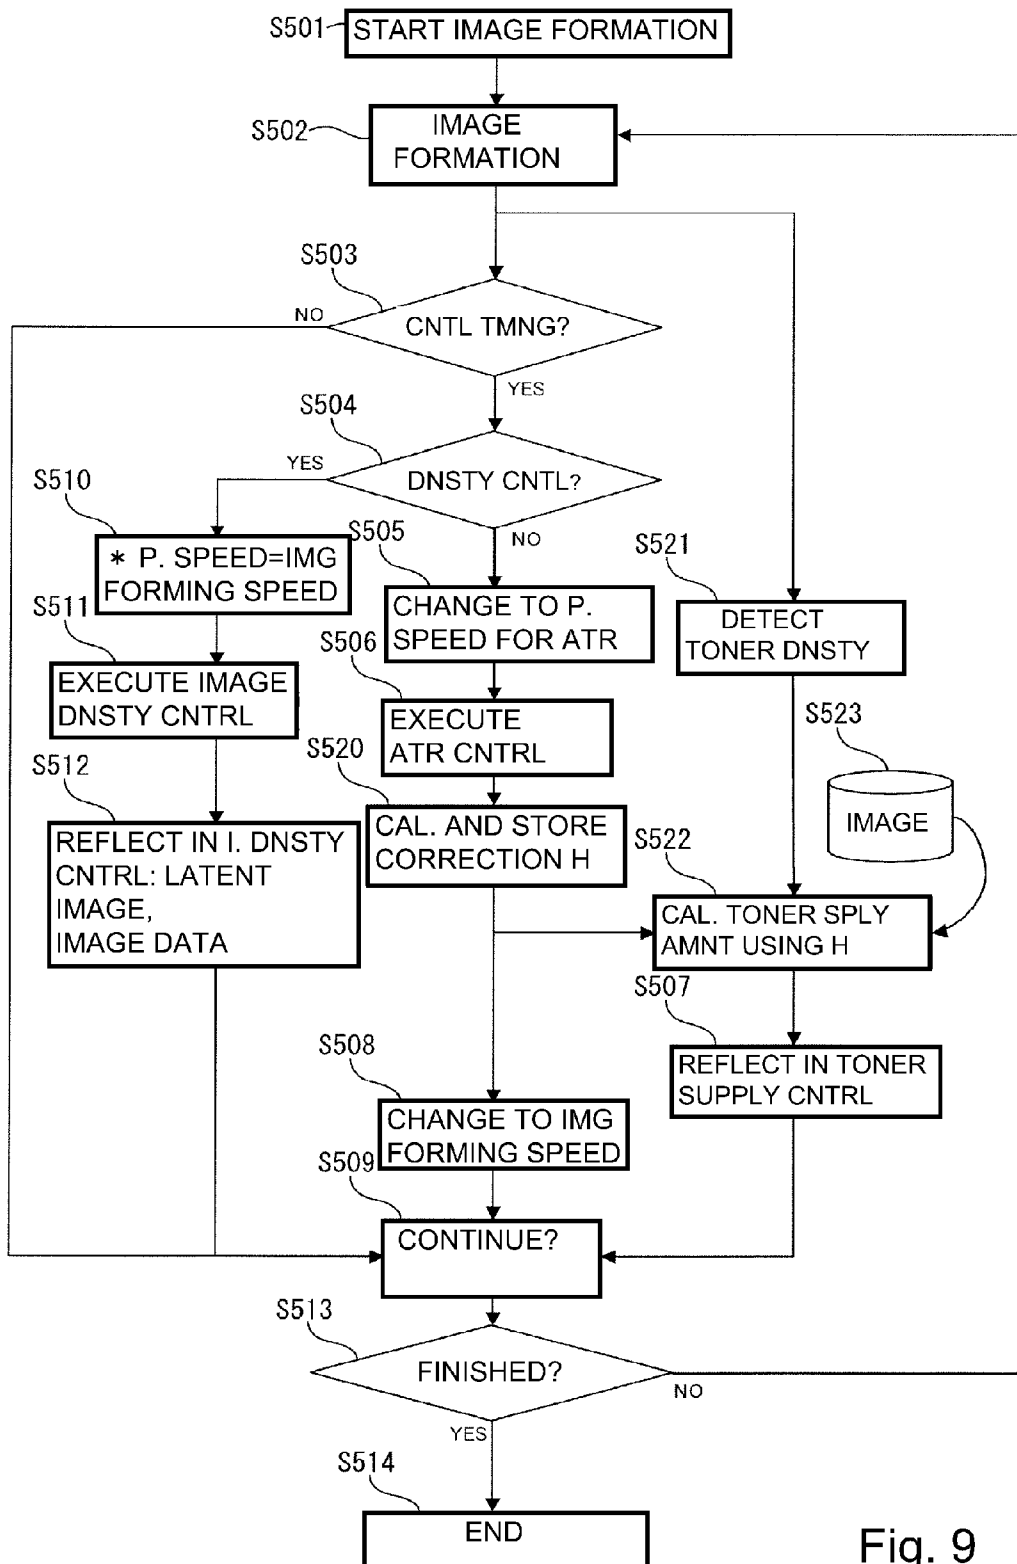 S501
START IMAGE FORMATION
S502
IMAGE
FORMATION
S503
NO
CNTL TMNG?
YES
S504
YES
DNSTY CNTL?
NO
S510
* P. SPEED=IMG
FORMING SPEED
S505
CHANGE TO P.
SPEED FOR ATR
S521
DETECT
TONER DNSTY
S511
EXECUTE IMAGE
DNSTY CNTRL
S506
EXECUTE
ATR CNTRL
S523
IMAGE
S512
REFLECT IN I. DNSTY
CNTRL: LATENT
IMAGE,
IMAGE DATA
S520
CAL. AND STORE
CORRECTION H
S522
CAL. TONER SPLY
AMNT USING H
S507
REFLECT IN TONER
SUPPLY CNTRL
S508
CHANGE TO IMG
FORMING SPEED
S509
CONTINUE?
S513
FINISHED?
NO
YES
S514
END
Fig. 9